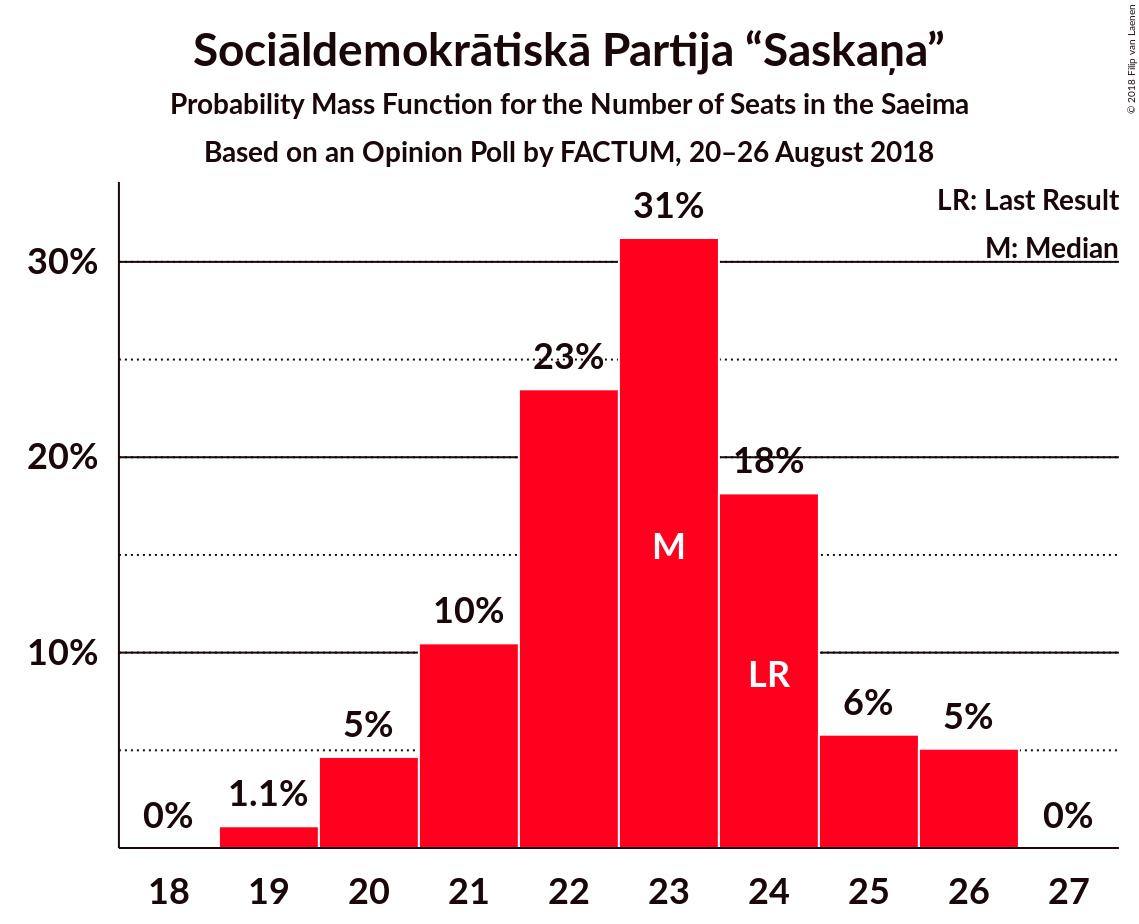 Sociāldemokrātiskā Partija “Saskaņa”
Probability Mass Function for the Number of Seats in the Saeima
Based on an Opinion Poll by FACTUM, 20–26 August 2018
© 2018 Filip van Laenen
LR: Last Result
M: Median
30%
20%
10%
0%
1.1%
5%
10%
23%
31%
18%
6%
5%
0%
M
LR
18 19 20 21 22 23 24 25 26 27